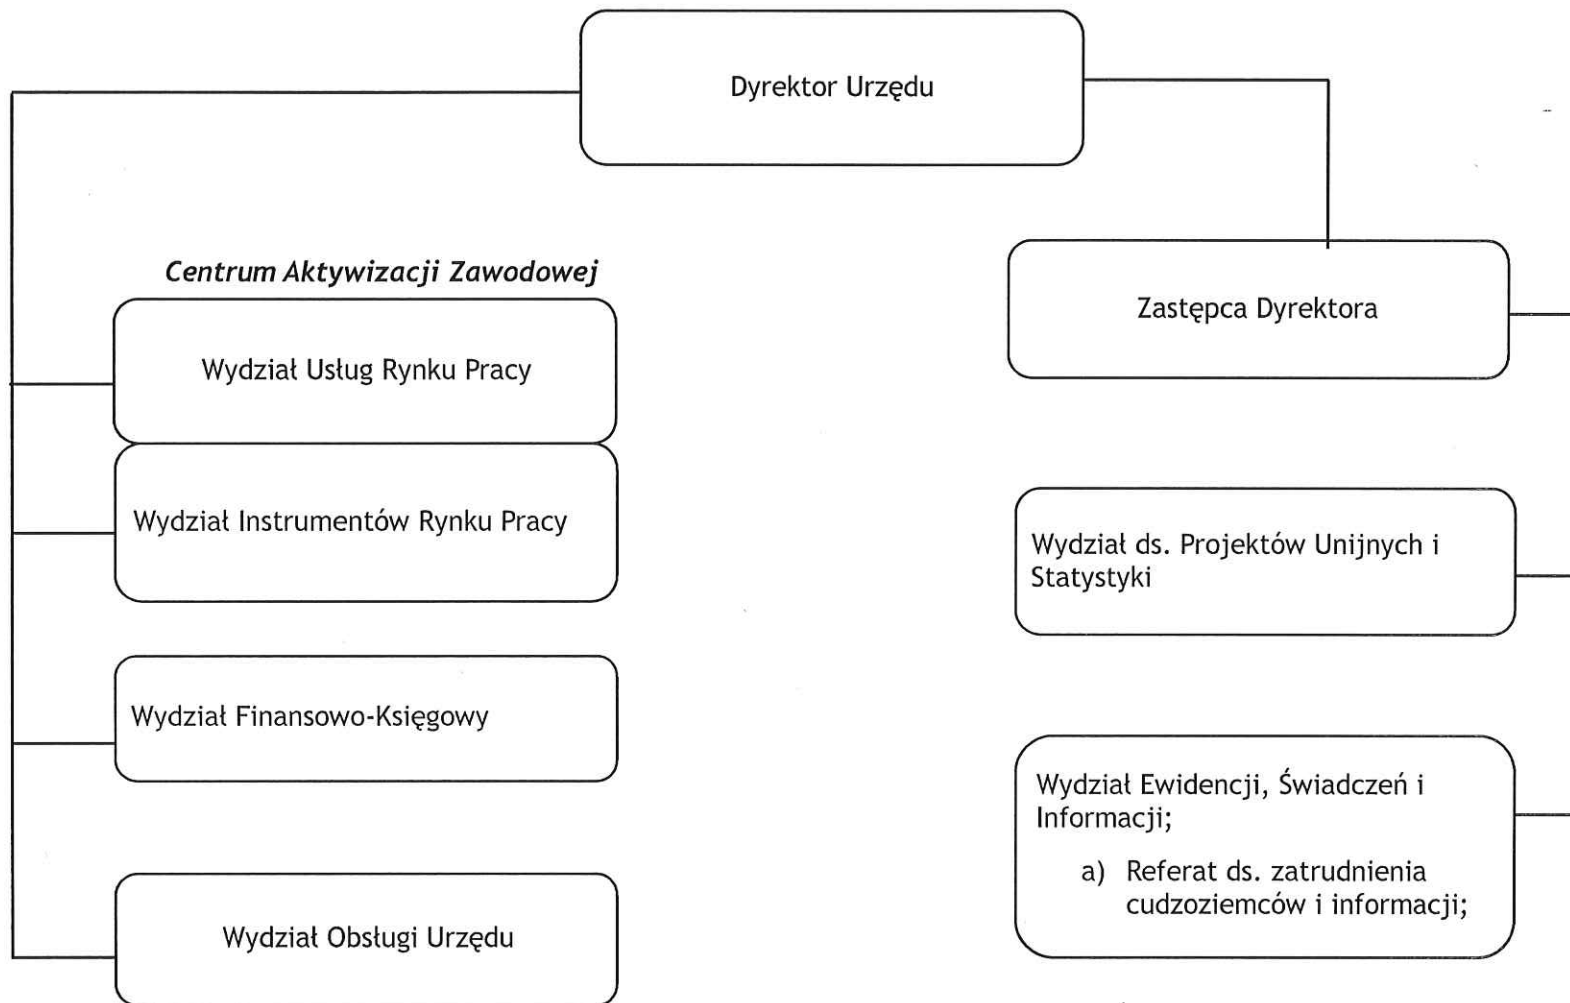 Dyrektor Urzędu
Centrum Aktywizacji Zawodowej
Wydział Usług Rynku Pracy
Wydział Instrumentów Rynku Pracy
Wydział Finansowo-Księgowy
Wydział Obsługi Urzędu
Zastępca Dyrektora
Wydział ds. Projektów Unijnych i
Statystyki
Wydział Ewidencji, Świadczeń i
Informacji;
a) Referat ds. zatrudnienia
cudzoziemców i informacji;